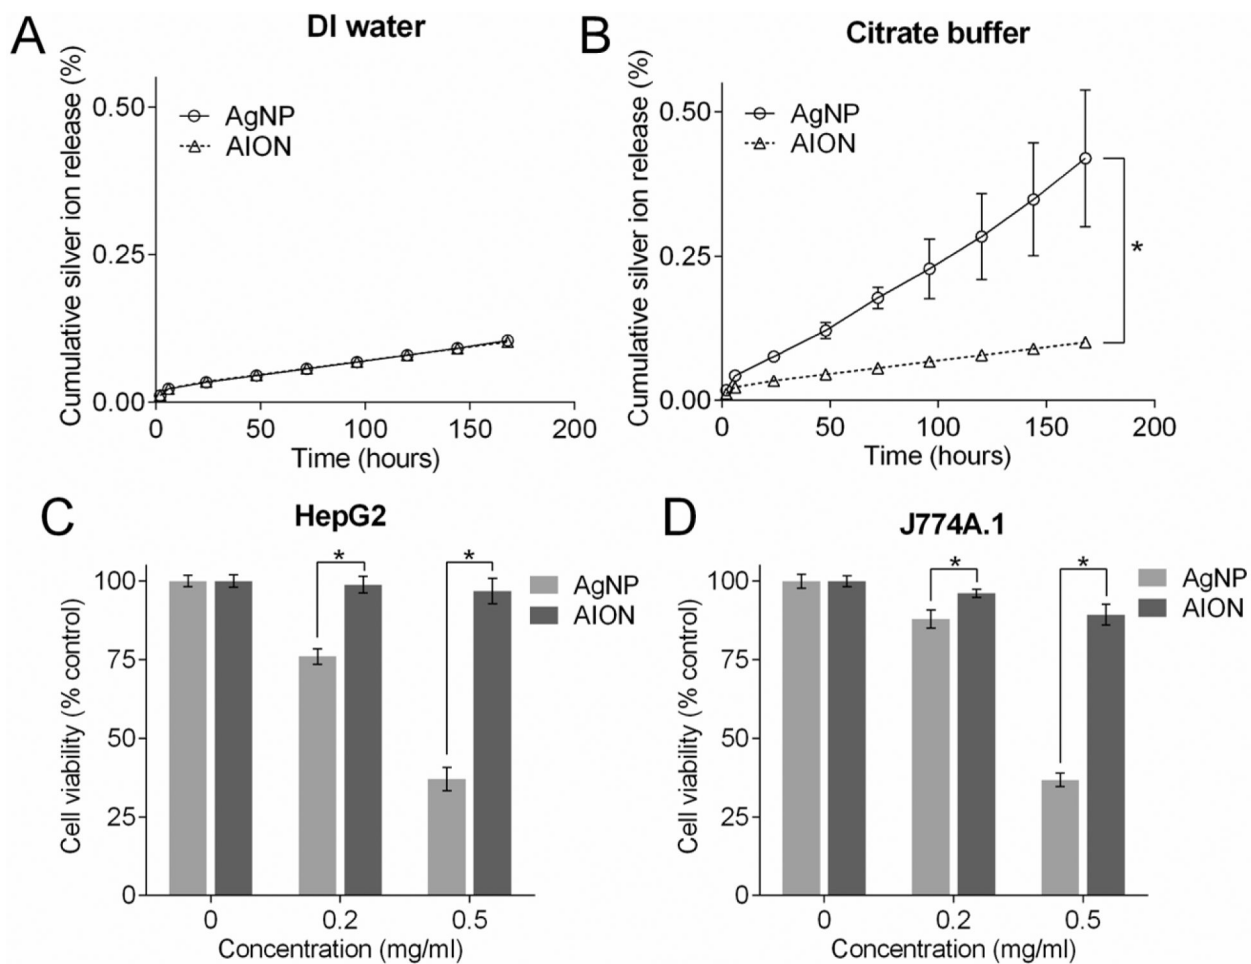 A
DI water
Cumulative silver ion release (%)
0.50
0.25
0.00
AgNP
AION
0
50
100
150
200
Time (hours)
B
Citrate buffer
Cumulative silver ion release (%)
0.50
0.25
0.00
AgNP
AION
*
0
50
100
150
200
Time (hours)
C
HepG2
Cell viability (% control)
100
75
50
25
0
*
*
AgNP
AION
0
0.2
0.5
Concentration (mg/ml)
D
J774A.1
Cell viability (% control)
100
75
50
25
0
*
*
AgNP
AION
0
0.2
0.5
Concentration (mg/ml)